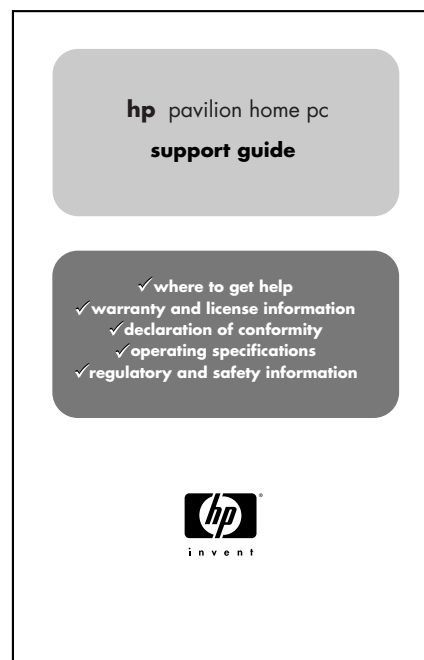 hp pavilion home pc
support guide
✓ where to get help
✓ warranty and license information
✓ declaration of conformity
✓ operating specifications
✓ regulatory and safety information
hp®
invent